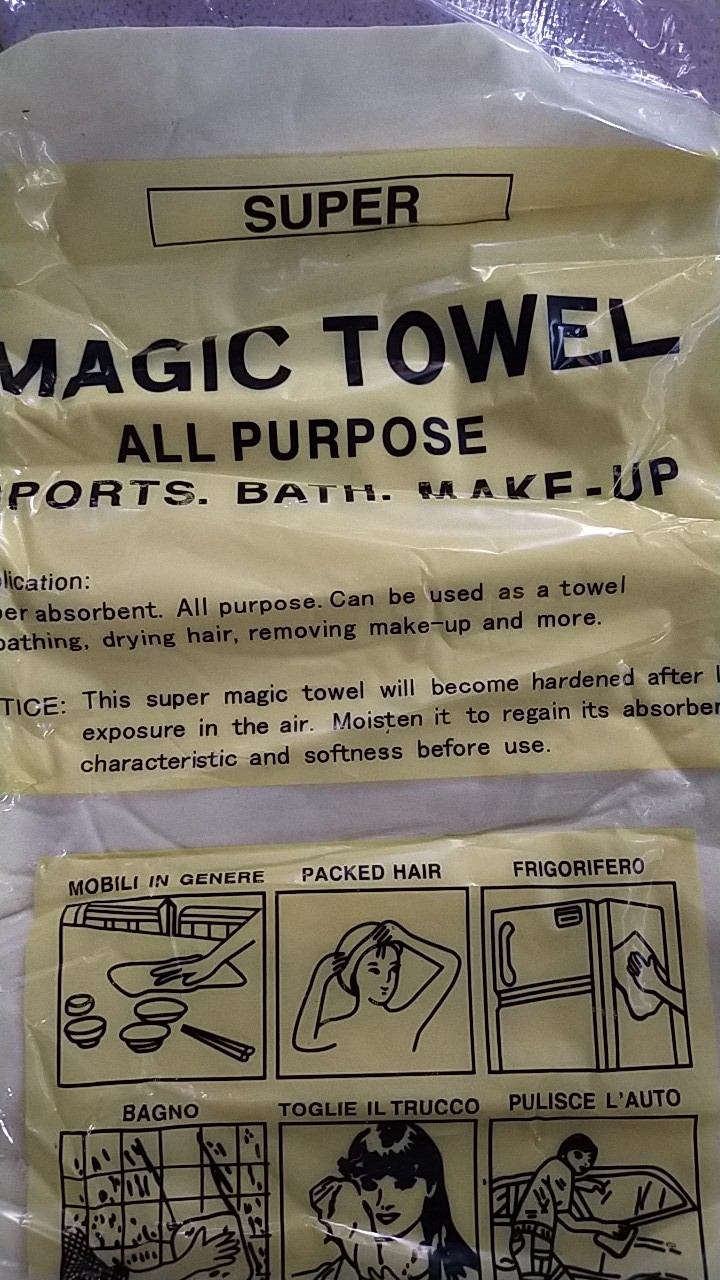 SUPER
MAGIC TOWEL
ALL PURPOSE
PORTS. BATH. MAKE-UP
lication:
er absorbent. All purpose. Can be used as a towel
bathing, drying hair, removing make-up and more.
TICE: This super magic towel will become hardened after
exposure in the air. Moisten it to regain its absorben
characteristic and softness before use.
MOBILI IN GENERE PACKED HAIR FRIGORIFERO
BAGNO TOGLIE IL TRUCCO PULISCE L'AUTO